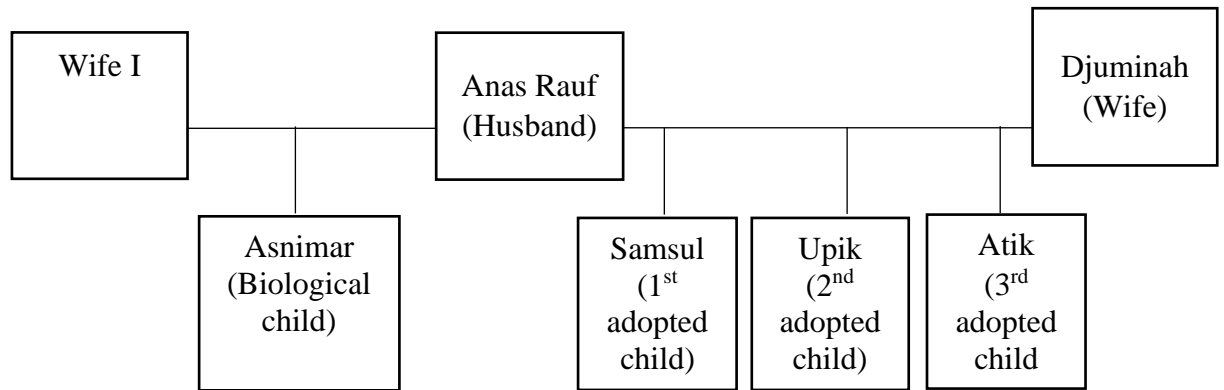 Wife I
Anas Rauf
(Husband)
Djuminah
(Wife)
Asnimar
(Biological
child)
Samsul
(1st
adopted
child)
Upik
(2nd
adopted
child)
Atik
(3rd
adopted
child